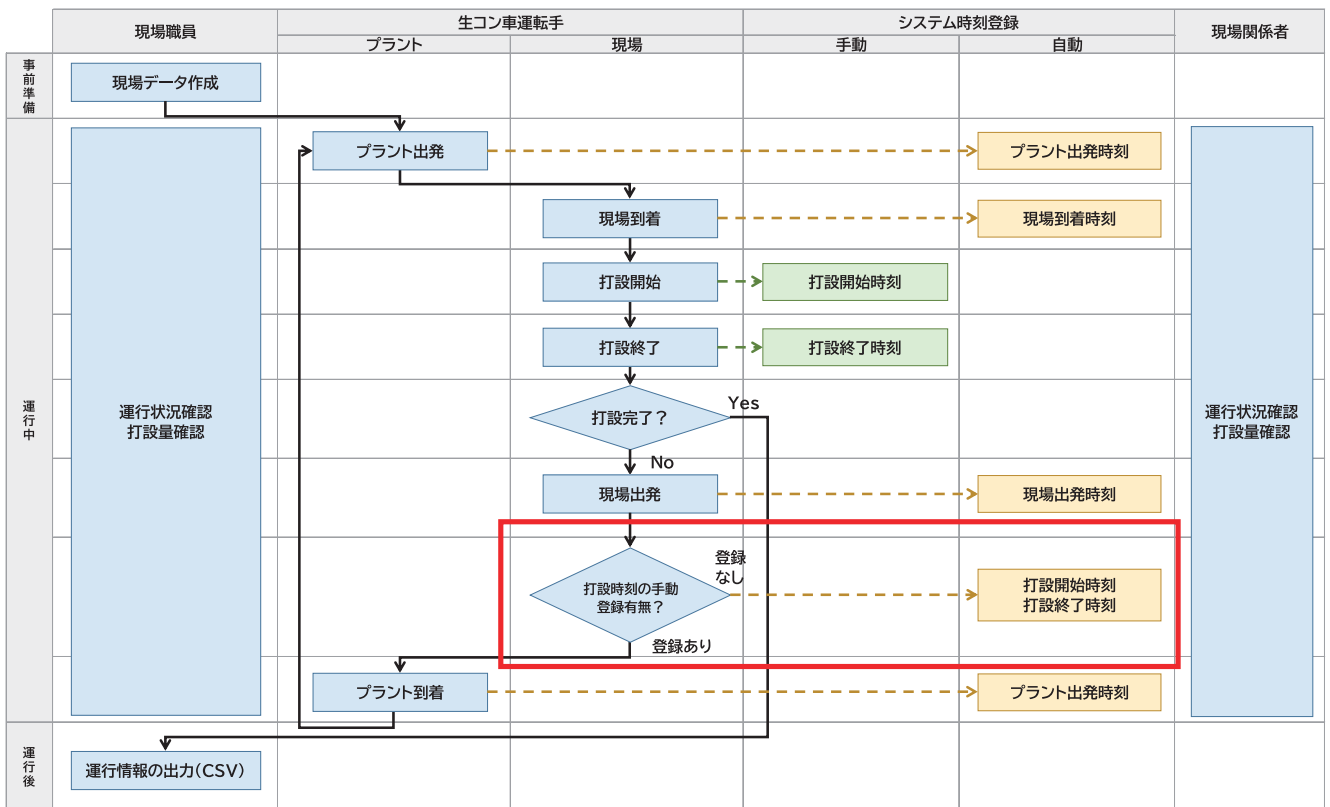 現場職員
生コン車運転手
システム時刻登録
現場関係者
プラント
現場
手動
自動
事前準備
現場データ作成
運行中
運行状況確認
打設量確認
プラント出発
プラント出発時刻
現場到着
現場到着時刻
打設開始
打設開始時刻
打設終了
打設終了時刻
打設完了？
Yes
No
現場出発
現場出発時刻
打設時刻の手動
登録有無？
登録
なし
打設開始時刻
打設終了時刻
登録あり
プラント到着
プラント出発時刻
運行状況確認
打設量確認
運行後
運行情報の出力（CSV）